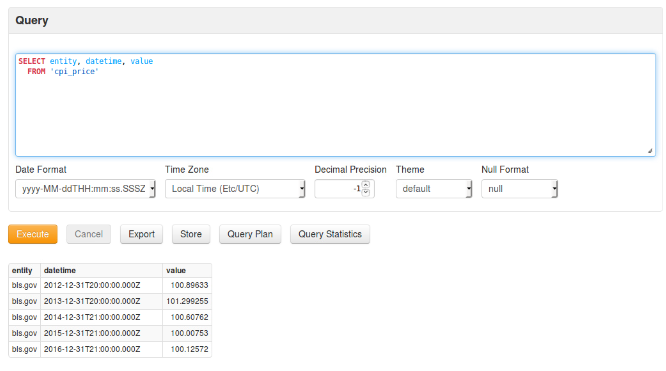 Query
SELECT entity, datetime, value
FROM 'cpi_price'
Date Format Time Zone Decimal Precision Theme Null Format
yyyy-MM-ddTHH:mm:ss.SSSZ Local Time (Etc/UTC) -1 default null
Execute Cancel Export Store Query Plan Query Statistics
entity datetime value
bls.gov 2012-12-31T20:00:00.000Z 100.89633
bls.gov 2013-12-31T20:00:00.000Z 101.299255
bls.gov 2014-12-31T21:00:00.000Z 100.60762
bls.gov 2015-12-31T21:00:00.000Z 100.00753
bls.gov 2016-12-31T21:00:00.000Z 100.12572